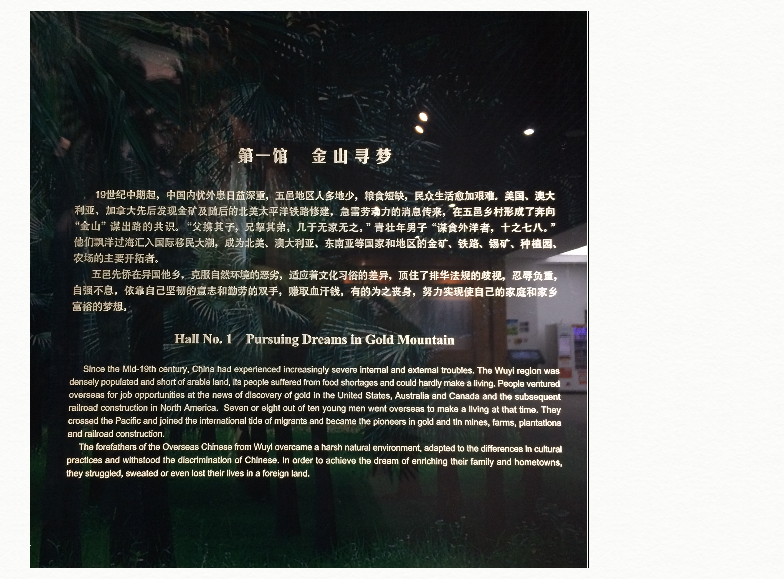 第一馆　金山寻梦
19世纪中期起，中国内忧外患日益深重，五邑地区人多地少，粮食短缺，民众生活愈加艰难。美国、澳大
利亚、加拿大先后发现金矿及随后的北美太平洋铁路修建，急需劳动力的消息传来，在五邑乡村形成了奔向
“金山”谋出路的共识。“父携其子，兄挈其弟，几于无家无之，”青壮年男子“谋食外洋者，十之七八。”
他们飘洋过海汇入国际移民大潮，成为北美、澳大利亚、东南亚等国家和地区的金矿、铁路、锡矿、种植园、
农场的主要开拓者。
五邑先侨在异国他乡，克服自然环境的恶劣，适应着文化习俗的差异，顶住了排华法规的歧视，忍辱负重，
自强不息，依靠自己坚韧的意志和勤劳的双手，赚取血汗钱，有的为之丧身，努力实现使自己的家庭和家乡
富裕的梦想。
Hall No. 1 Pursuing Dreams in Gold Mountain
Since the Mid-19th century, China had experienced increasingly severe internal and external troubles. The Wuyi region was
densely populated and short of arable land, its people suffered from food shortages and could hardly make a living. People ventured
overseas for job opportunities at the news of discovery of gold in the United States, Australia and Canada and the subsequent
railroad construction in North America. Seven or eight out of ten young men went overseas to make a living at that time. They
crossed the Pacific and joined the international tide of migrants and became the pioneers in gold and tin mines, farms, plantations
and railroad construction.
The forefathers of the Overseas Chinese from Wuyi overcame a harsh natural environment, adapted to the differences in cultural
practices and withstood the discrimination of Chinese. In order to achieve the dream of enriching their family and hometowns,
they struggled, sweated or even lost their lives in a foreign land.